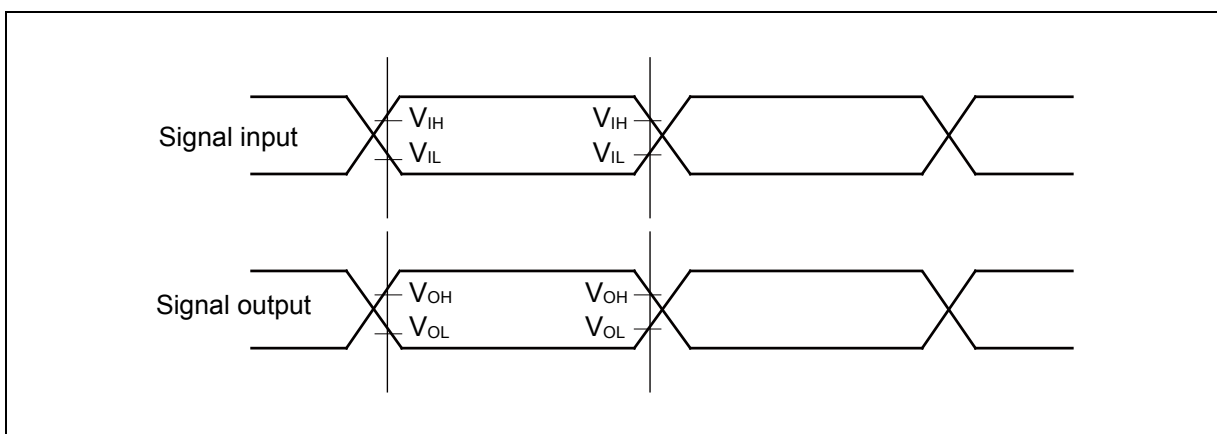 Signal input
VIH
VIH
VIL
VIL
Signal output
VOH
VOH
VOL
VOL